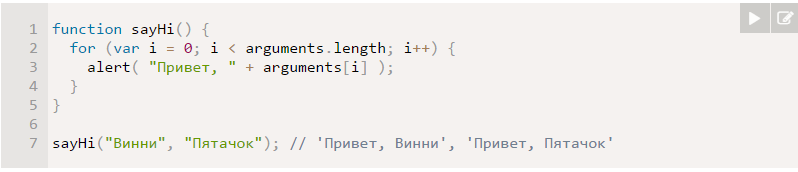 1 function sayHi() {
2   for (var i = 0; i < arguments.length; i++) {
3     alert( "Привет, " + arguments[i] );
4   }
5 }
6
7 sayHi("Винни", "Пятачок"); // 'Привет, Винни', 'Привет, Пятачок'